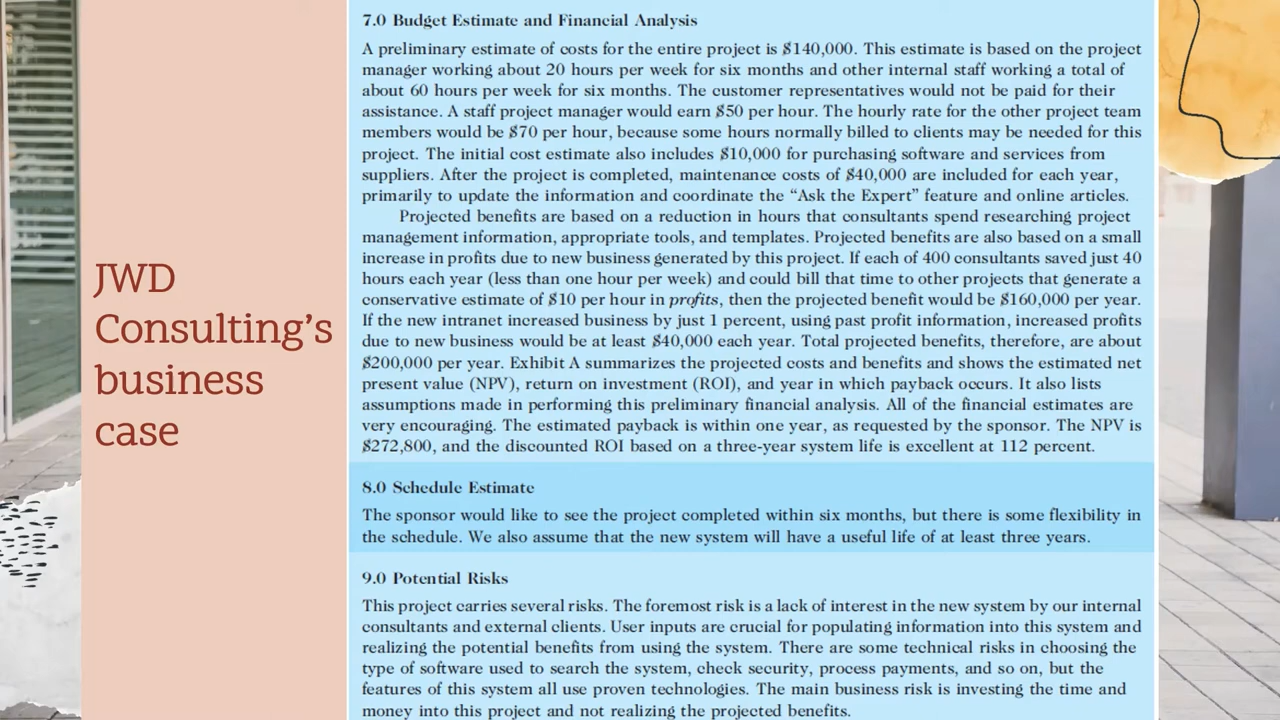 JWD
Consulting's
business
case
7.0 Budget Estimate and Financial Analysis
A preliminary estimate of costs for the entire project is $140,000. This estimate is based on the project
manager working about 20 hours per week for six months and other internal staff working a total of
about 60 hours per week for six months. The customer representatives would not be paid for their
assistance. A staff project manager would earn $50 per hour. The hourly rate for the other project team
members would be $70 per hour, because some hours normally billed to clients may be needed for this
project. The initial cost estimate also includes $10,000 for purchasing software and services from
suppliers. After the project is completed, maintenance costs of $40,000 are included for each year,
primarily to update the information and coordinate the “Ask the Expert” feature and online articles.
Projected benefits are based on a reduction in hours that consultants spend researching project
management information, appropriate tools, and templates. Projected benefits are also based on a small
increase in profits due to new business generated by this project. If each of 400 consultants saved just 40
hours each year (less than one hour per week) and could bill that time to other projects that generate a
conservative estimate of $10 per hour in profits, then the projected benefit would be $160,000 per year.
If the new intranet increased business by just 1 percent, using past profit information, increased profits
due to new business would be at least $40,000 each year. Total projected benefits, therefore, are about
$200,000 per year. Exhibit A summarizes the projected costs and benefits and shows the estimated net
present value (NPV), return on investment (ROI), and year in which payback occurs. It also lists
assumptions made in performing this preliminary financial analysis. All of the financial estimates are
very encouraging. The estimated payback is within one year, as requested by the sponsor. The NPV is
$272,800, and the discounted ROI based on a three-year system life is excellent at 112 percent.
8.0 Schedule Estimate
The sponsor would like to see the project completed within six months, but there is some flexibility in
the schedule. We also assume that the new system will have a useful life of at least three years.
9.0 Potential Risks
This project carries several risks. The foremost risk is a lack of interest in the new system by our internal
consultants and external clients. User inputs are crucial for populating information into this system and
realizing the potential benefits from using the system. There are some technical risks in choosing the
type of software used to search the system, check security, process payments, and so on, but the
features of this system all use proven technologies. The main business risk is investing the time and
money into this project and not realizing the projected benefits.